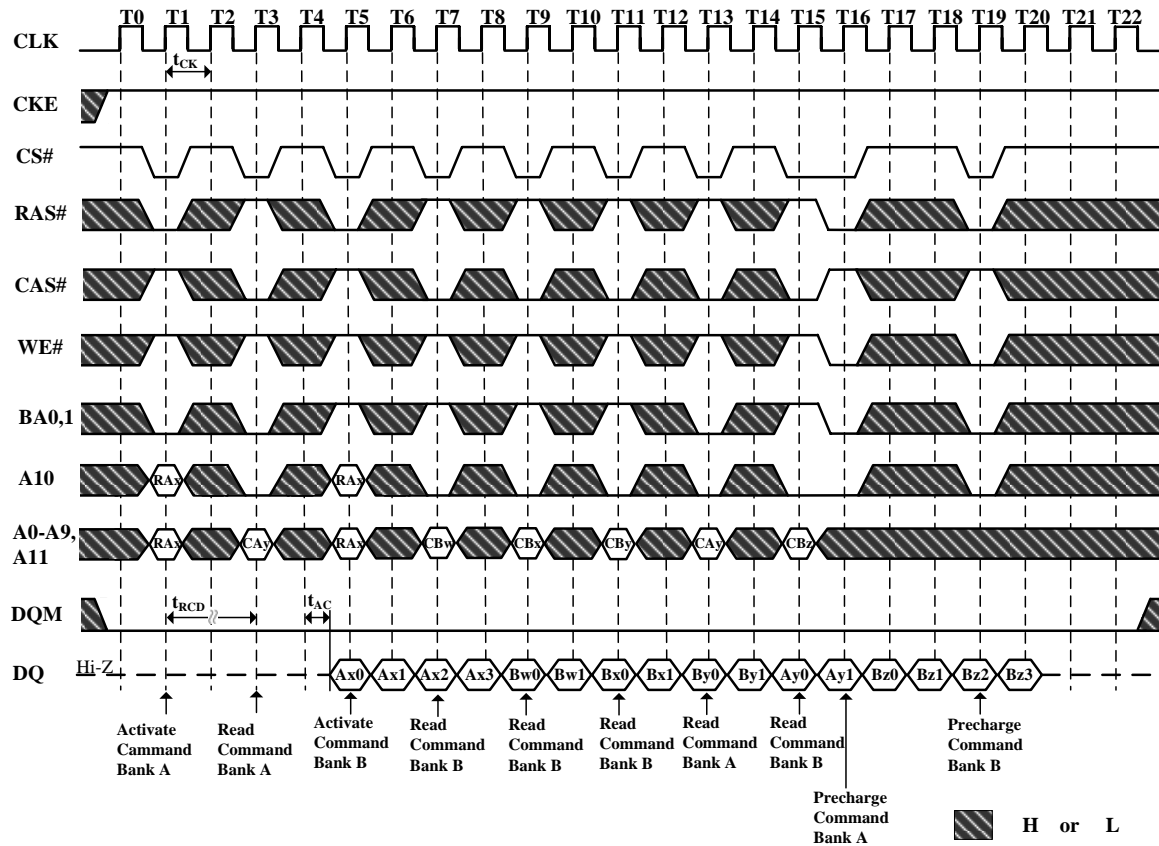 T0 T1 T2 T3 T4 T5 T6 T7 T8 T9 T10 T11 T12 T13 T14 T15 T16 T17 T18 T19 T20 T21 T22
CLK
tCK
CKE
CS#
RAS#
CAS#
WE#
BA0,1
A10
RAx RAx
A0-A9,
A11
RAx CAy RAx CBw CBx CBy CAy CBz
DQM
tRCD
tAC
DQ
Hi-Z
Ax0 Ax1 Ax2 Ax3 Bw0 Bw1 Bx0 Bx1 By0 By1 Ay0 Ay1 Bz0 Bz1 Bz2 Bz3
Activate
Cammand
Bank A
Read
Command
Bank A
Activate
Command
Bank B
Read
Command
Bank B
Read
Command
Bank B
Read
Command
Bank B
Read
Command
Bank A
Read
Command
Bank B
Precharge
Command
Bank B
Precharge
Command
Bank A
H or L